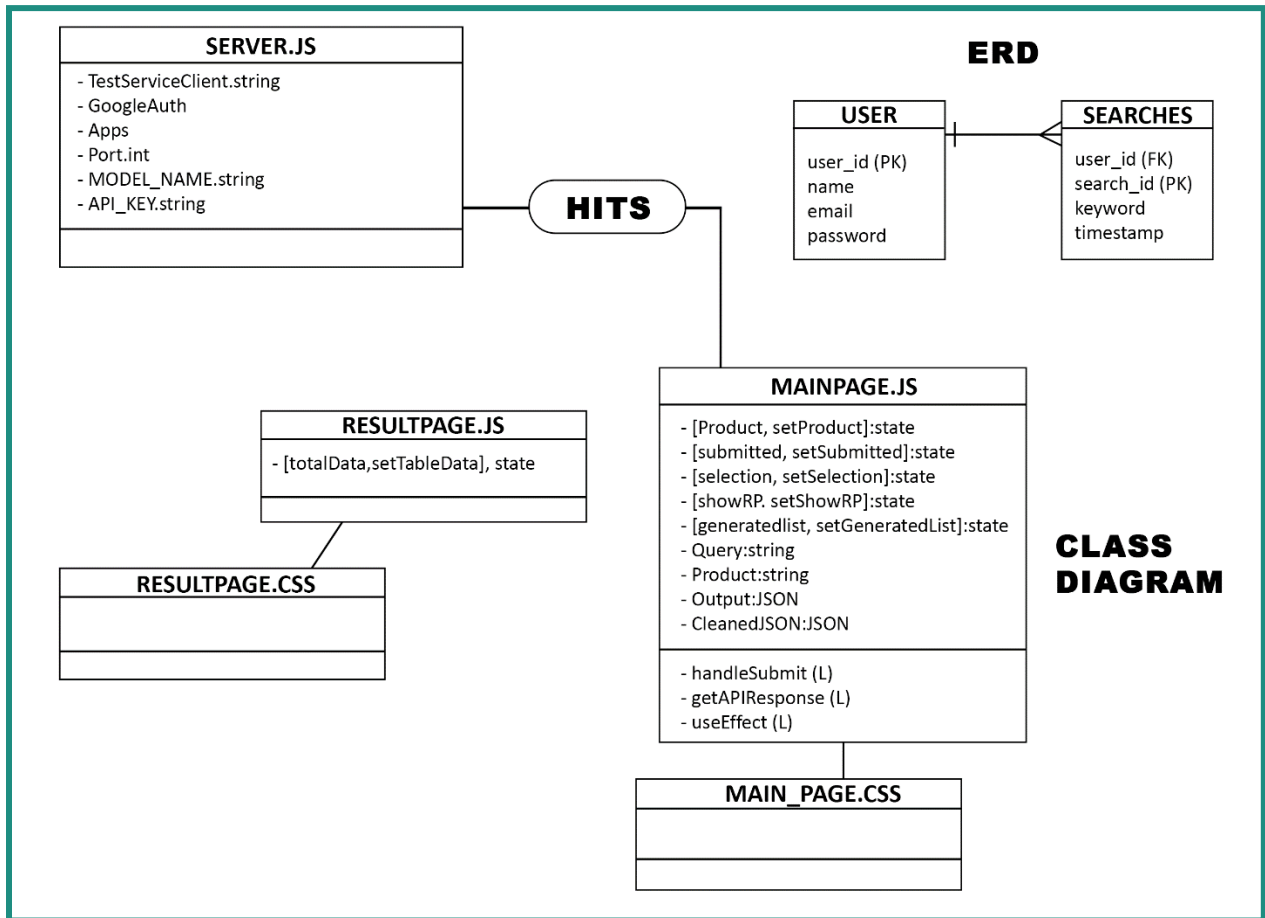 SERVER.JS
- TestServiceClient.string
- GoogleAuth
- Apps
- Port.int
- MODEL_NAME.string
- API_KEY.string
HITS
ERD
USER
user_id (PK)
name
email
password
SEARCHES
user_id (FK)
search_id (PK)
keyword
timestamp
RESULTPAGE.JS
- [totalData,setTableData], state
RESULTPAGE.CSS
MAINPAGE.JS
- [Product, setProduct]:state
- [submitted, setSubmitted]:state
- [selection, setSelection]:state
- [showRP. setShowRP]:state
- [generatedlist, setGeneratedList]:state
- Query:string
- Product:string
- Output:JSON
- CleanedJSON:JSON
- handleSubmit (L)
- getAPIResponse (L)
- useEffect (L)
CLASS
DIAGRAM
MAIN_PAGE.CSS